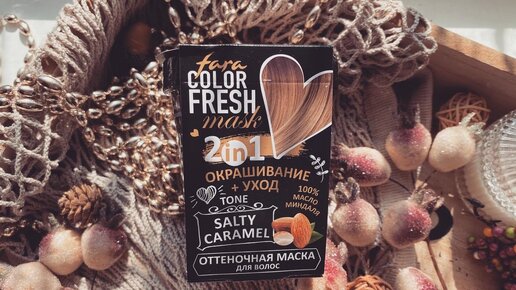 fara
COLOR
FRESH
mask
2in1
ОКРАШИВАНИЕ
+ УХОД
100%
МАСЛО
МИНДАЛЯ
TONE
SALTY
CARAMEL
ОТТЕНОЧНАЯ МАСКА
ДЛЯ ВОЛОС